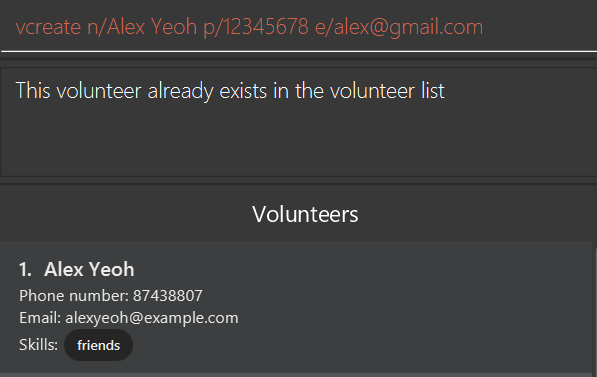 vcreate n/Alex Yeoh p/12345678 e/alex@gmail.com
This volunteer already exists in the volunteer list
Volunteers
1. Alex Yeoh
Phone number: 87438807
Email: alexyeoh@example.com
Skills: friends